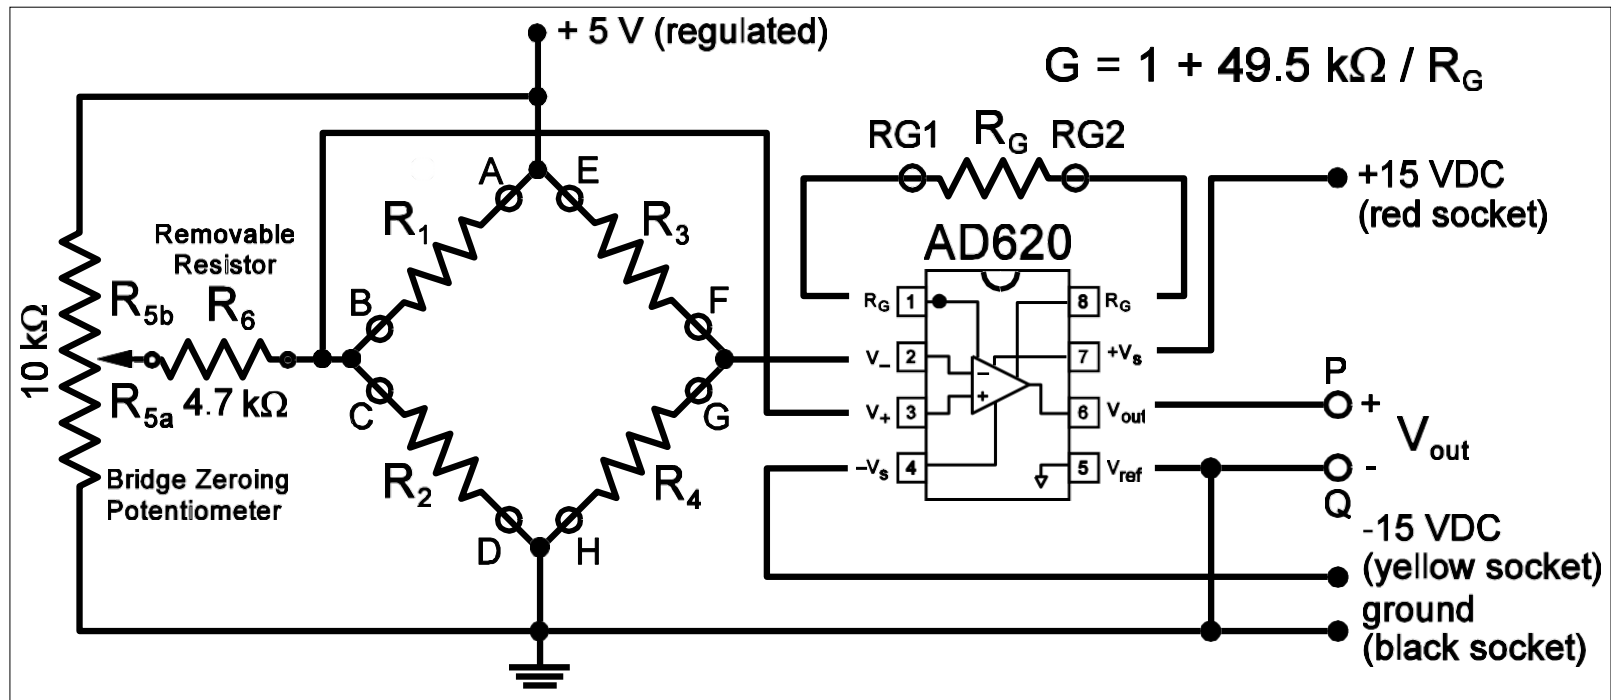 + 5 V (regulated)
G = 1 + 49.5 kΩ / RG
RG1
RG
RG2
+15 VDC
(red socket)
A
E
R1
R3
AD620
Removable
Resistor
R5b
R6
10 kΩ
R5a
4.7 kΩ
B
F
C
G
RG
1
8
RG
V–
2
–
7
+Vs
V+
3
+
6
Vout
–Vs
4
5
Vref
P
+
Vout
-
Q
Bridge Zeroing
Potentiometer
R2
R4
D
H
-15 VDC
(yellow socket)
ground
(black socket)